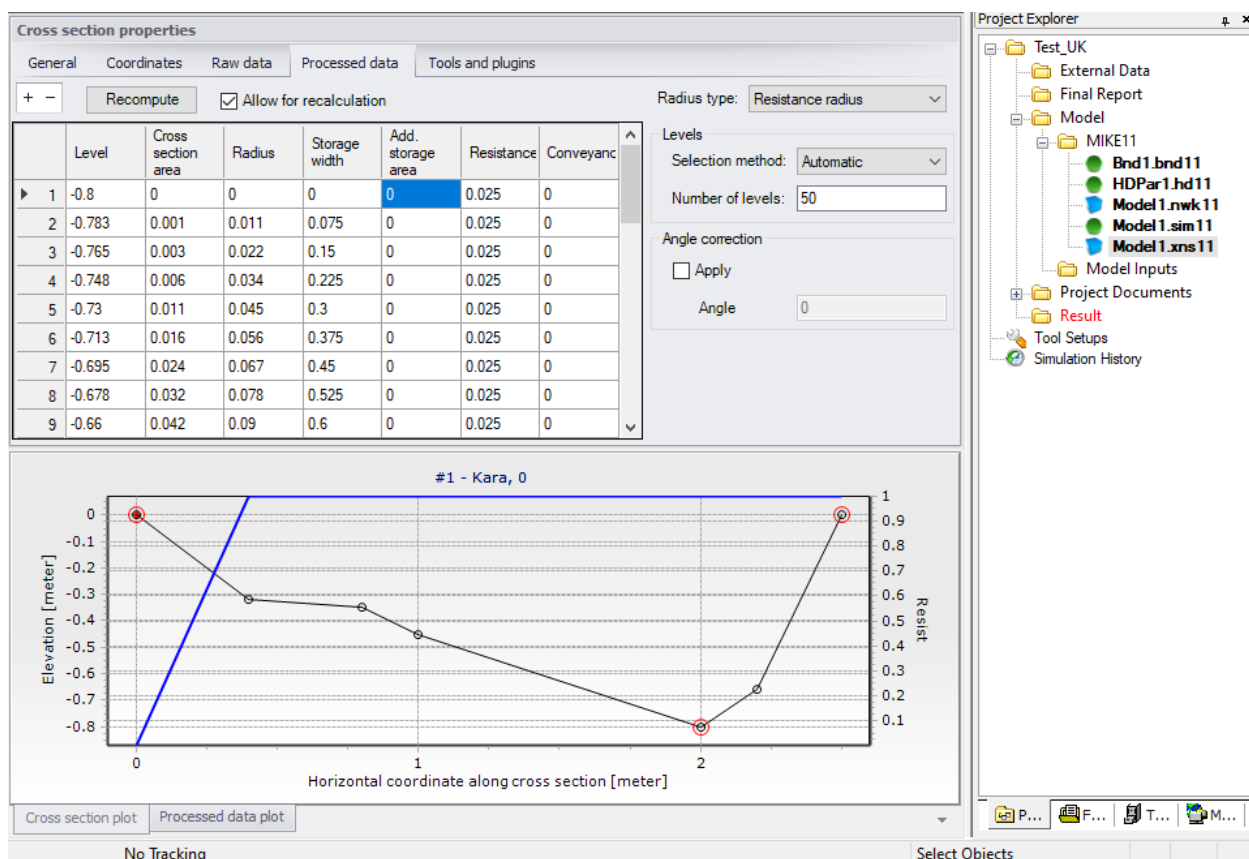 Cross section properties
General Coordinates Raw data Processed data Tools and plugins
+ − Recompute Allow for recalculation
Level Cross section area Radius Storage width Add. storage area Resistance Conveyanc
1 -0.8 0 0 0 0 0.025 0
2 -0.783 0.001 0.011 0.075 0 0.025 0
3 -0.765 0.003 0.022 0.15 0 0.025 0
4 -0.748 0.006 0.034 0.225 0 0.025 0
5 -0.73 0.011 0.045 0.3 0 0.025 0
6 -0.713 0.016 0.056 0.375 0 0.025 0
7 -0.695 0.024 0.067 0.45 0 0.025 0
8 -0.678 0.032 0.078 0.525 0 0.025 0
9 -0.66 0.042 0.09 0.6 0 0.025 0
Radius type: Resistance radius
Levels
Selection method: Automatic
Number of levels: 50
Angle correction
Apply
Angle 0
#1 - Kara, 0
Elevation [meter]
0
-0.1
-0.2
-0.3
-0.4
-0.5
-0.6
-0.7
-0.8
1
0.9
0.8
0.7
0.6
0.5
0.4
0.3
0.2
0.1
Resist
0 1 2
Horizontal coordinate along cross section [meter]
Cross section plot Processed data plot
No Tracking Select Objects
Project Explorer
Test_UK
External Data
Final Report
Model
MIKE11
Bnd1.bnd11
HDPar1.hd11
Model1.nwk11
Model1.sim11
Model1.xns11
Model Inputs
Project Documents
Result
Tool Setups
Simulation History
P... F... T... M...